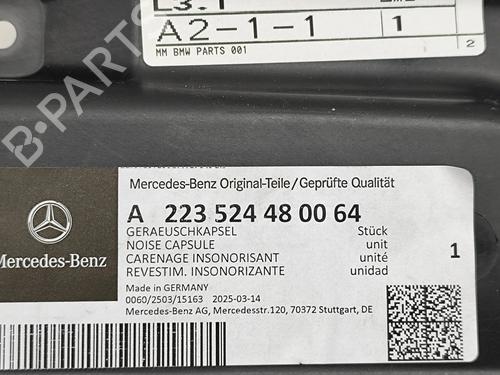 A2-1-1
1
MM BMW PARTS 001
2
B-PARTS
Mercedes-Benz Original-Teile/Geprüfte Qualität
A 223 524 48 00 64
GERAEUSCHKAPSEL Stück
NOISE CAPSULE unit
CARENAGE INSONORISANT unité
REVESTIM. INSONORIZANTE unidad
1
Made in GERMANY
0060/2503/15163 2025-03-14
Mercedes-Benz AG, Mercedesstr.120, 70372 Stuttgart, DE
Mercedes-Benz